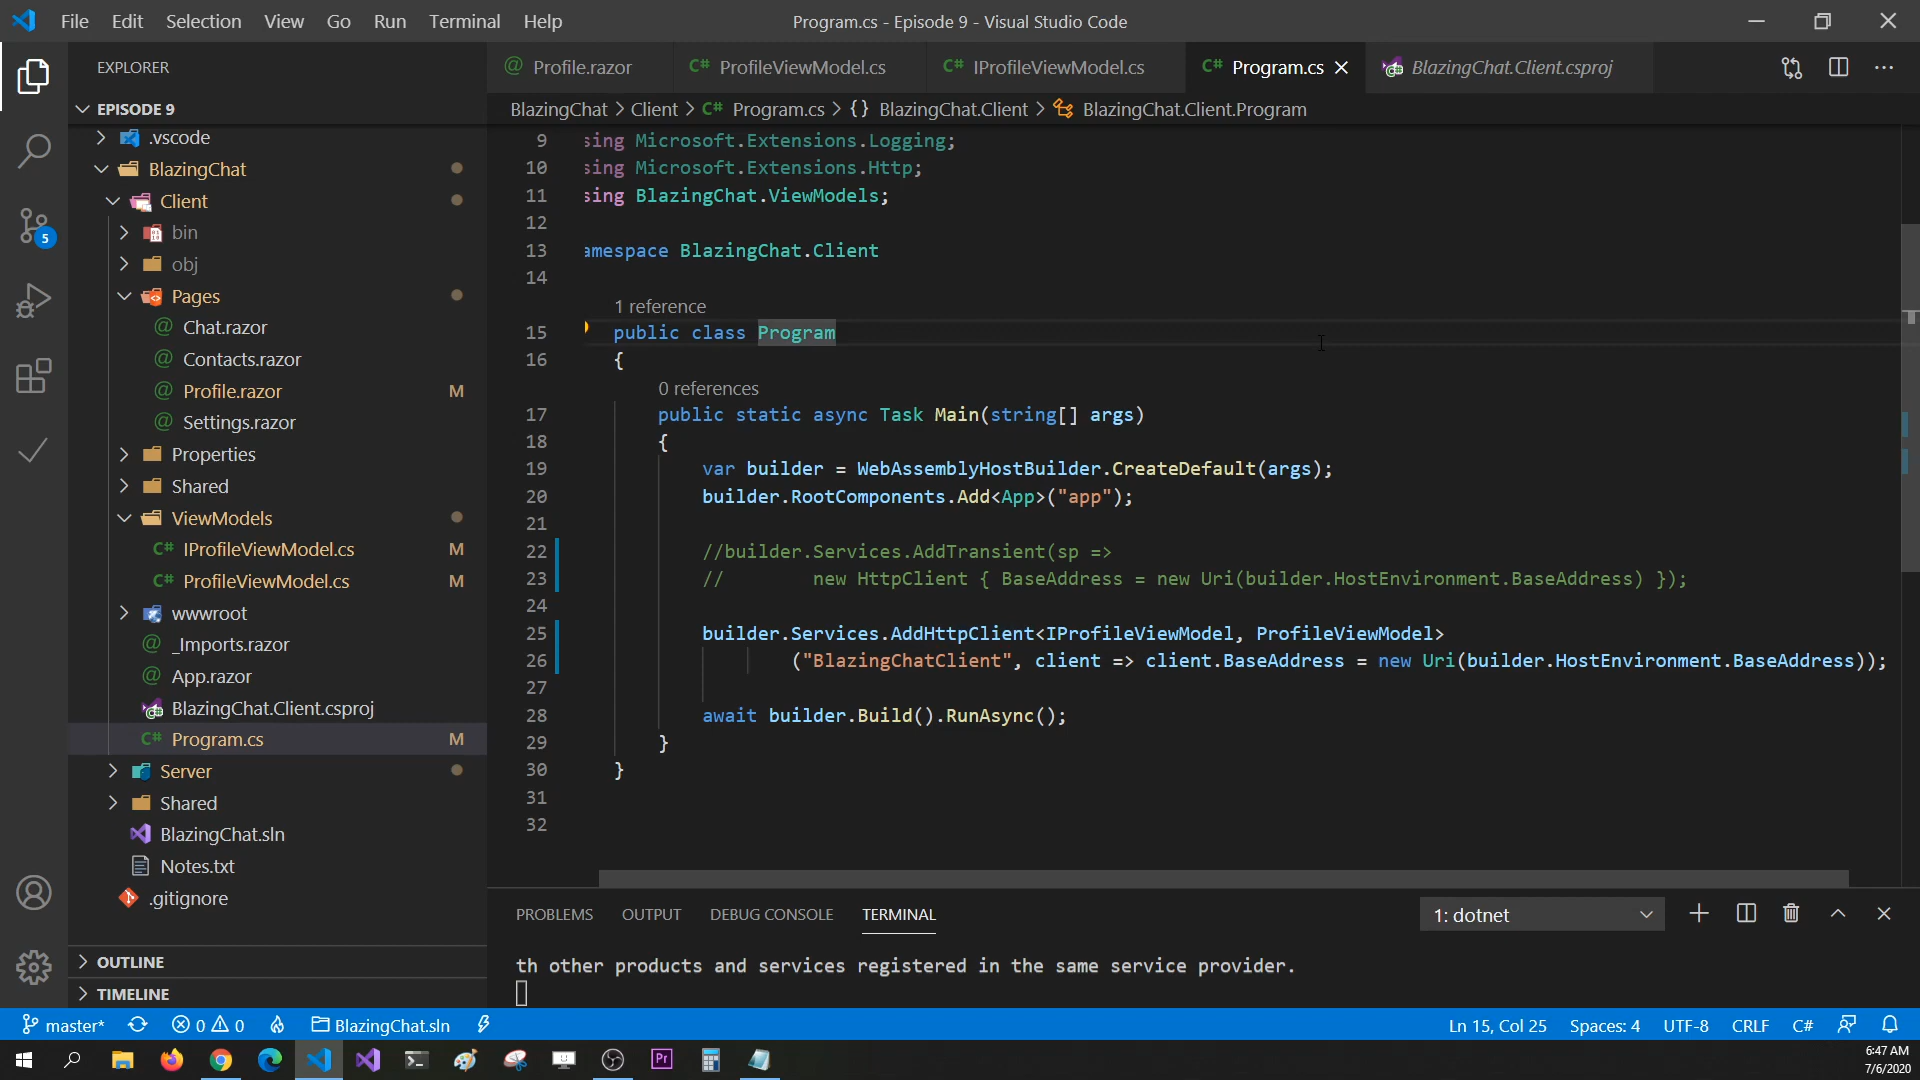 File Edit Selection View Go Run Terminal Help
Program.cs - Episode 9 - Visual Studio Code
EXPLORER
@ Profile.razor
C# ProfileViewModel.cs
C# IProfileViewModel.cs
C# Program.cs
BlazingChat.Client.csproj
BlazingChat > Client > C# Program.cs > {} BlazingChat.Client > BlazingChat.Client.Program
EPISODE 9
.vscode
BlazingChat
Client
bin
obj
Pages
@ Chat.razor
@ Contacts.razor
@ Profile.razor M
@ Settings.razor
Properties
Shared
ViewModels
C# IProfileViewModel.cs M
C# ProfileViewModel.cs M
wwwroot
@ _Imports.razor
@ App.razor
BlazingChat.Client.csproj
C# Program.cs M
Server
Shared
BlazingChat.sln
Notes.txt
.gitignore
OUTLINE
TIMELINE
5
9 sing Microsoft.Extensions.Logging;
10 sing Microsoft.Extensions.Http;
11 sing BlazingChat.ViewModels;
12
13 amespace BlazingChat.Client
14
1 reference
15 public class Program
16 {
0 references
17 public static async Task Main(string[] args)
18 {
19 var builder = WebAssemblyHostBuilder.CreateDefault(args);
20 builder.RootComponents.Add<App>("app");
21
22 //builder.Services.AddTransient(sp =>
23 // new HttpClient { BaseAddress = new Uri(builder.HostEnvironment.BaseAddress) });
24
25 builder.Services.AddHttpClient<IProfileViewModel, ProfileViewModel>
26 ("BlazingChatClient", client => client.BaseAddress = new Uri(builder.HostEnvironment.BaseAddress));
27
28 await builder.Build().RunAsync();
29 }
30 }
31
32
PROBLEMS OUTPUT DEBUG CONSOLE TERMINAL
1: dotnet
th other products and services registered in the same service provider.
master* 0 0 BlazingChat.sln
Ln 15, Col 25 Spaces: 4 UTF-8 CRLF C#
Pr
6:47 AM
7/6/2020